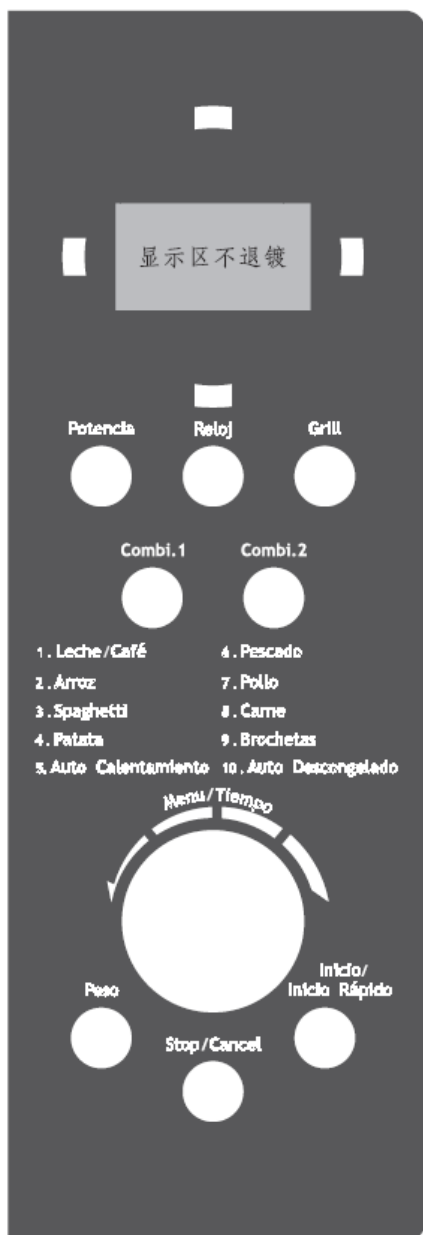 显示区不退镀
Potencia Reloj Grill
Combi.1 Combi.2
1. Leche/Café 6. Pescado
2. Arroz 7. Pollo
3. Spaghetti 8. Carne
4. Patata 9. Brochetas
5. Auto Calentamiento 10. Auto Descongelado
Menu/Tiempo
Inicio/
Inicio Rápido
Peso
Stop/Cancel